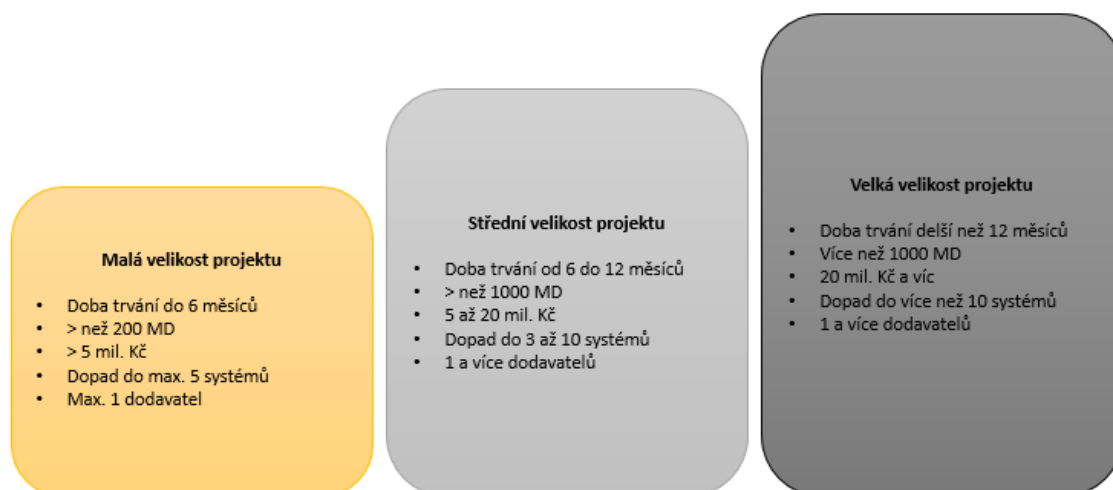 Malá velikost projektu
• Doba trvání do 6 měsíců
• > než 200 MD
• > 5 mil. Kč
• Dopad do max. 5 systémů
• Max. 1 dodavatel
Střední velikost projektu
• Doba trvání od 6 do 12 měsíců
• > než 1000 MD
• 5 až 20 mil. Kč
• Dopad do 3 až 10 systémů
• 1 a více dodavatelů
Velká velikost projektu
• Doba trvání delší než 12 měsíců
• Více než 1000 MD
• 20 mil. Kč a víc
• Dopad do více než 10 systémů
• 1 a více dodavatelů